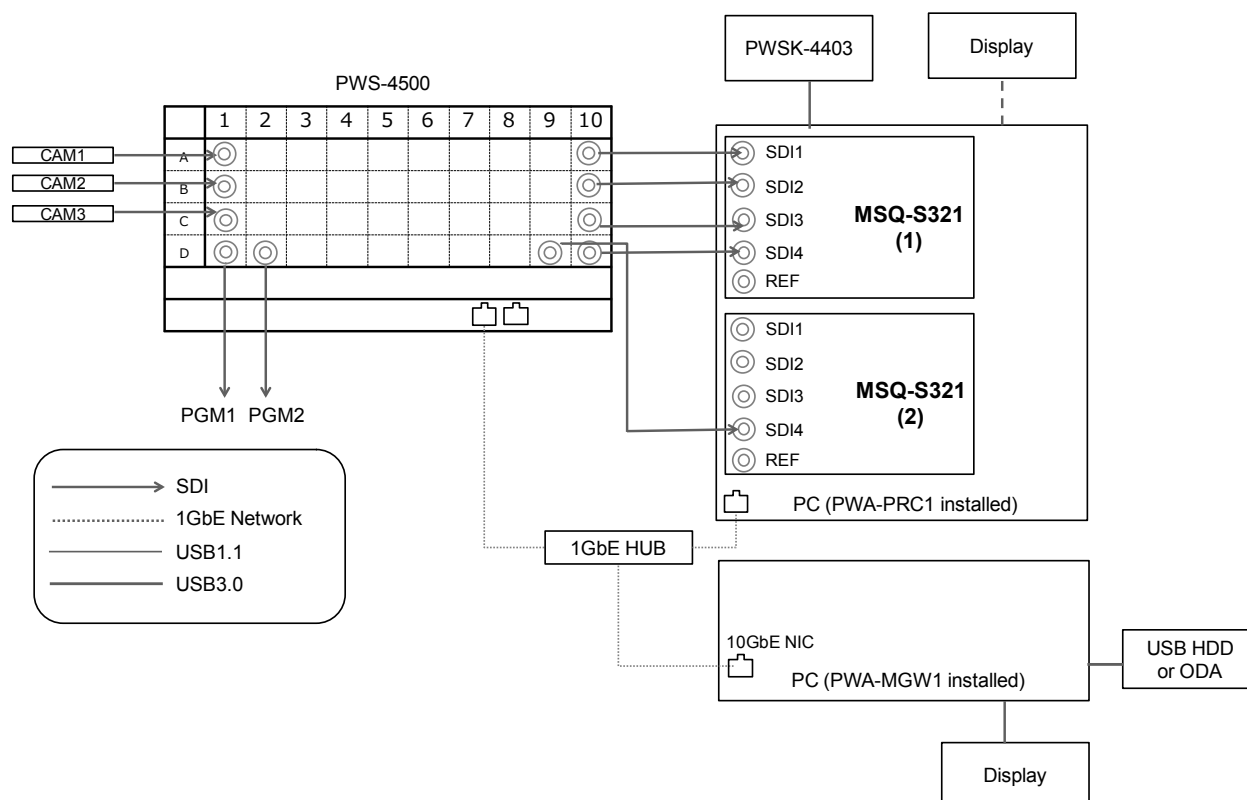 PWSK-4403
Display
PWS-4500
1 2 3 4 5 6 7 8 9 10
CAM1
A
CAM2
B
CAM3
C
D
SDI1
SDI2
SDI3
SDI4
REF
MSQ-S321
(1)
SDI1
SDI2
SDI3
SDI4
REF
MSQ-S321
(2)
PC (PWA-PRC1 installed)
PGM1 PGM2
SDI
1GbE Network
USB1.1
USB3.0
1GbE HUB
10GbE NIC
PC (PWA-MGW1 installed)
USB HDD
or ODA
Display